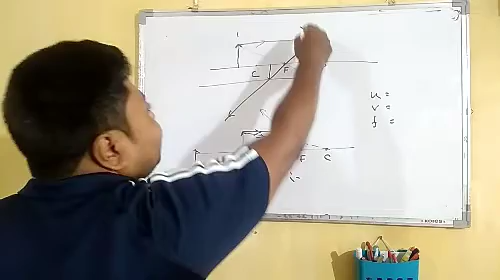 C F
u =
v =
f =
F C